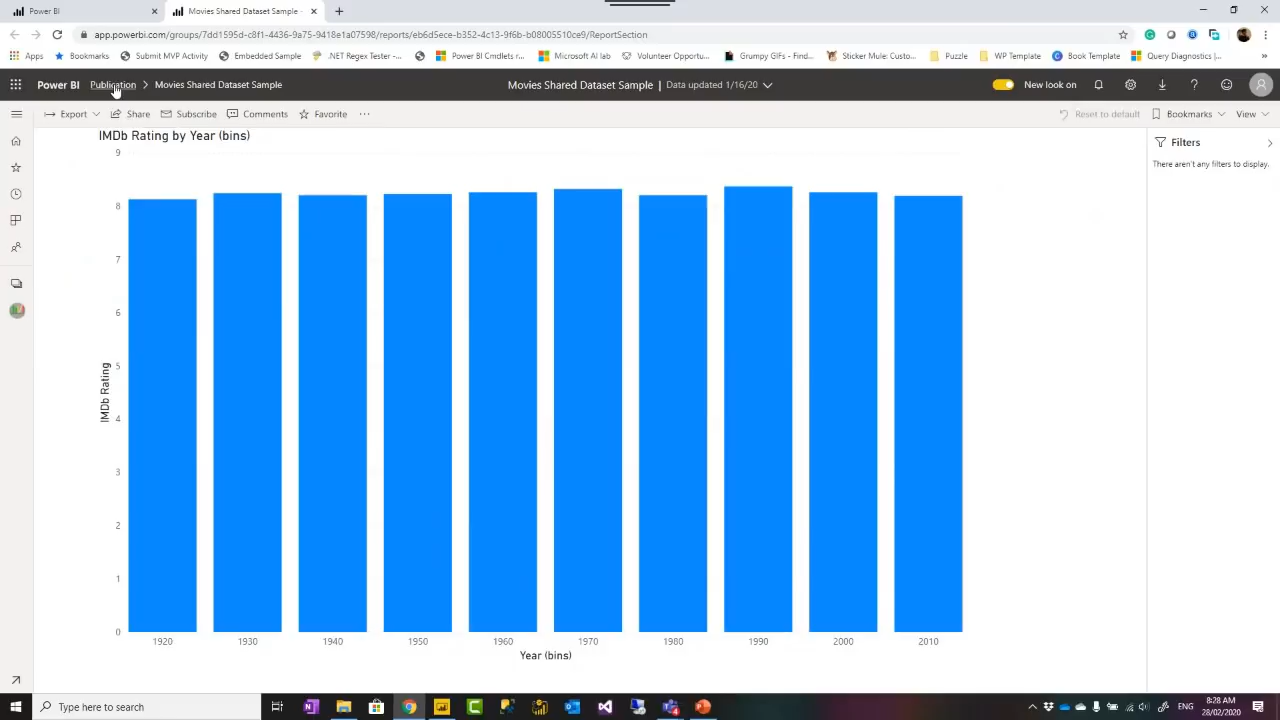 Power BI
Movies Shared Dataset Sample -
app.powerbi.com/groups/7dd1595d-c8f1-4436-9a75-9418e1a07598/reports/eb6d5ece-b352-4c13-9f6b-b08005510ce9/ReportSection
Apps Bookmarks Submit MVP Activity Embedded Sample .NET Regex Tester -... Power BI Cmdlets r... Microsoft AI lab Volunteer Opportu... Grumpy GIFs - Find... Sticker Mule: Custo... Puzzle WP Template Book Template Query Diagnostics |... »
Power BI Publication > Movies Shared Dataset Sample
Movies Shared Dataset Sample | Data updated 1/16/20
New look on
Export Share Subscribe Comments Favorite ...
Reset to default Bookmarks View
IMDb Rating by Year (bins)
Filters
There aren't any filters to display.
9
8
7
6
5
4
3
2
1
0
IMDb Rating
1920 1930 1940 1950 1960 1970 1980 1990 2000 2010
Year (bins)
Type here to search
ENG
8:28 AM
28/02/2020